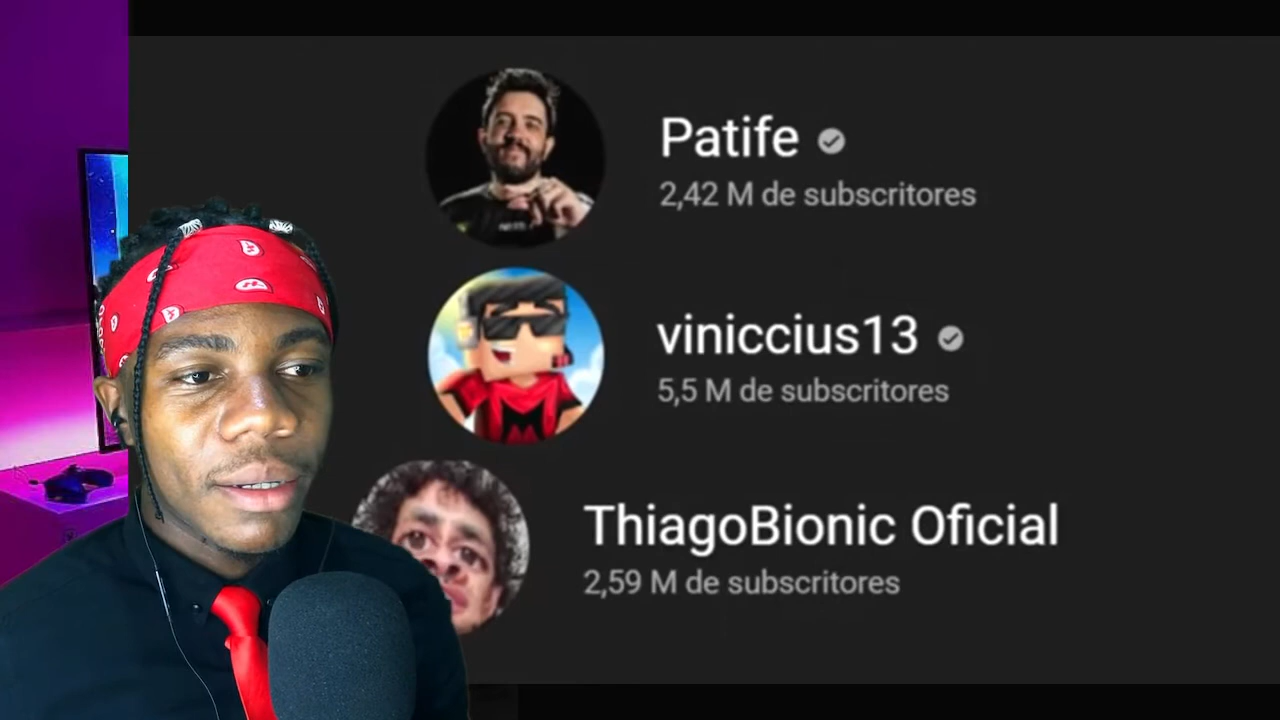 Patife
2,42 M de subscritores
viniccius13
5,5 M de subscritores
ThiagoBionic Oficial
2,59 M de subscritores